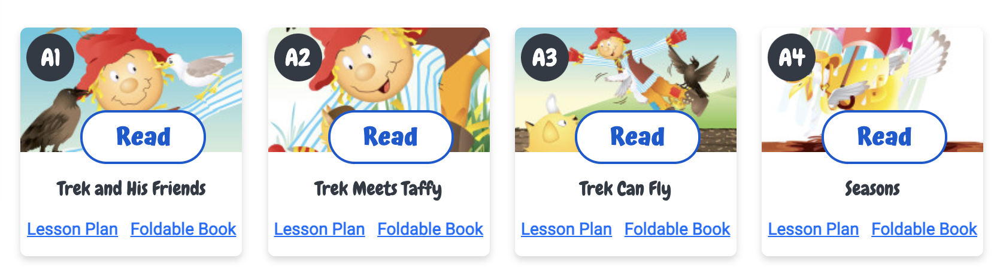 A1
A2
A3
A4
Read
Read
Read
Read
Trek and His Friends
Trek Meets Taffy
Trek Can Fly
Seasons
Lesson Plan Foldable Book
Lesson Plan Foldable Book
Lesson Plan Foldable Book
Lesson Plan Foldable Book